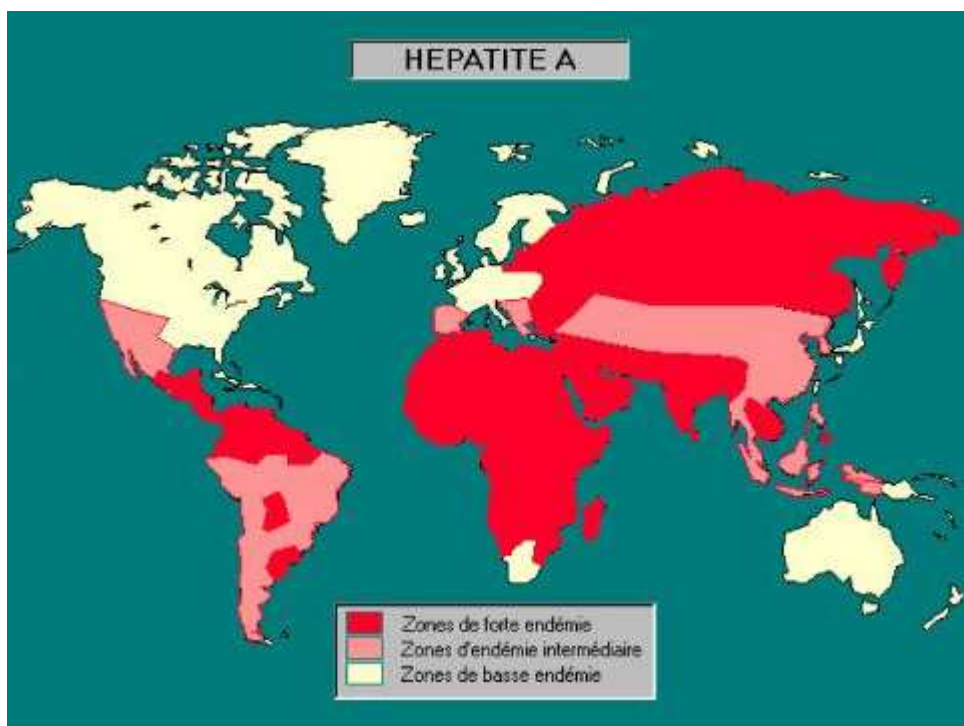 HEPATITE A
Zones de forte endémie
Zones d'endémie intermédiaire
Zones de basse endémie